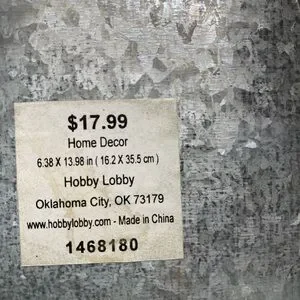 $17.99
Home Decor
6.38 X 13.98 in ( 16.2 X 35.5 cm )
Hobby Lobby
Oklahoma City, OK 73179
www.hobbylobby.com - Made in China
1468180